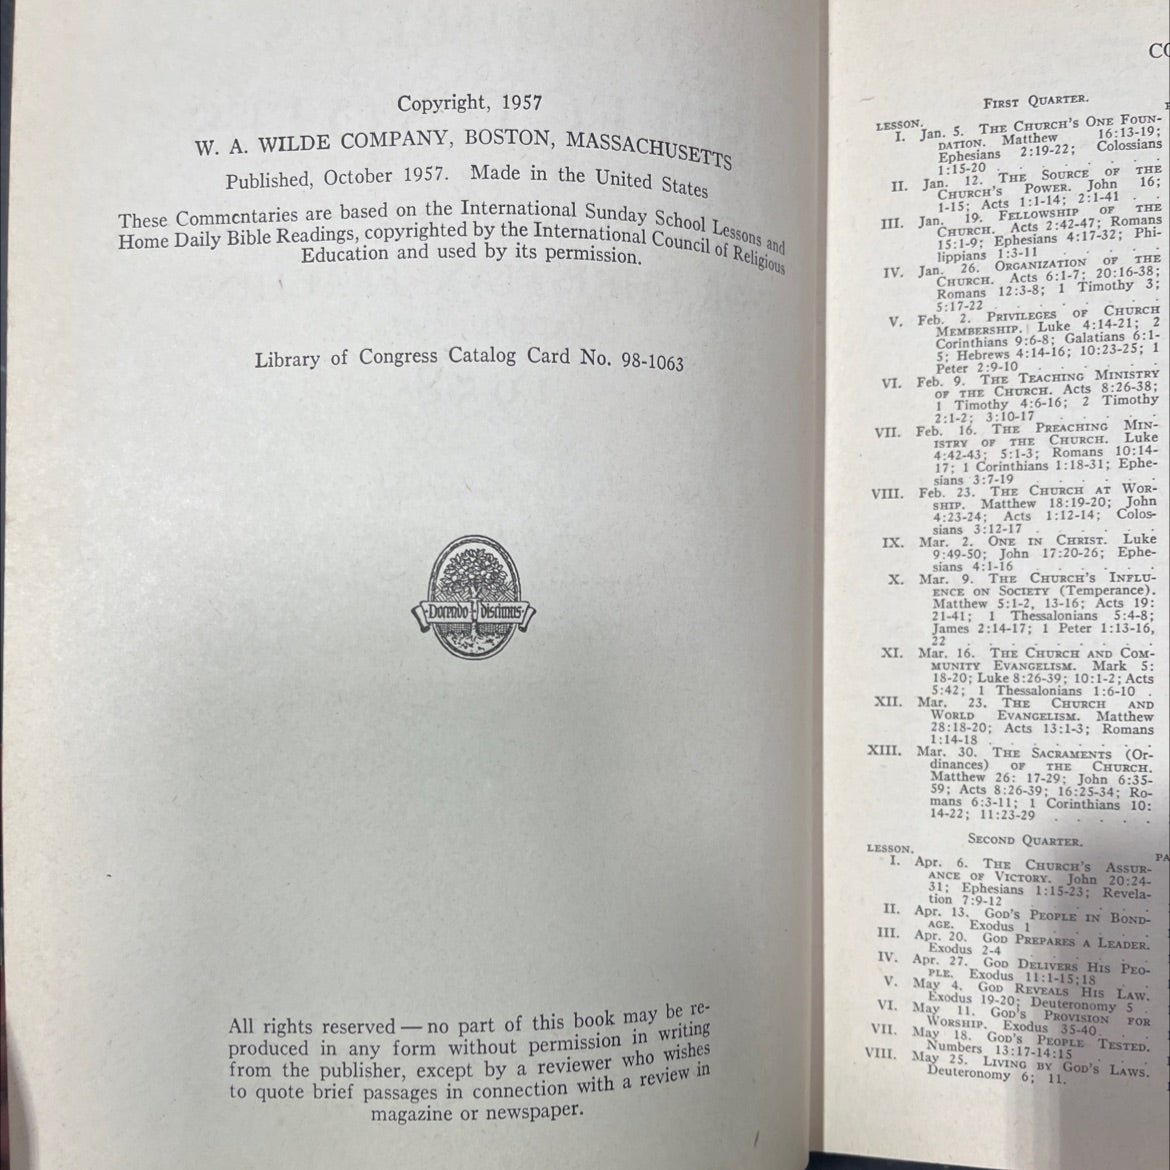 Copyright, 1957
W. A. WILDE COMPANY, BOSTON, MASSACHUSETTS
Published, October 1957. Made in the United States
These Commentaries are based on the International Sunday School Lessons and
Home Daily Bible Readings, copyrighted by the International Council of Religious
Education and used by its permission.
Library of Congress Catalog Card No. 98-1063
Docendo discimus
All rights reserved — no part of this book may be re-
produced in any form without permission in writing
from the publisher, except by a reviewer who wishes
to quote brief passages in connection with a review in
magazine or newspaper.
CO
FIRST QUARTER.
LESSON.
I. Jan. 5. THE CHURCH'S ONE FOUN-
DATION. Matthew 16:13-19;
Ephesians 2:19-22; Colossians
1:15-20 . . . . . .
II. Jan. 12. THE SOURCE OF THE
CHURCH'S POWER. John 16;
1-15; Acts 1:1-14; 2:1-41 . .
III. Jan. 19. FELLOWSHIP OF THE
CHURCH. Acts 2:42-47; Romans
15:1-9; Ephesians 4:17-32; Phi-
lippians 1:3-11 . . . . .
IV. Jan. 26. ORGANIZATION OF THE
CHURCH. Acts 6:1-7; 20:16-38;
Romans 12:3-8; 1 Timothy 3;
5:17-22 . . . . . .
V. Feb. 2. PRIVILEGES OF CHURCH
MEMBERSHIP. Luke 4:14-21; 2
Corinthians 9:6-8; Galatians 6:1-
5; Hebrews 4:14-16; 10:23-25; 1
Peter 2:9-10 . . . . .
VI. Feb. 9. THE TEACHING MINISTRY
OF THE CHURCH. Acts 8:26-38;
1 Timothy 4:6-16; 2 Timothy
2:1-2; 3:10-17 . . . . .
VII. Feb. 16. THE PREACHING MIN-
ISTRY OF THE CHURCH. Luke
4:42-43; 5:1-3; Romans 10:14-
17; 1 Corinthians 1:18-31; Ephe-
sians 3:7-19 . . . . .
VIII. Feb. 23. THE CHURCH AT WOR-
SHIP. Matthew 18:19-20; John
4:23-24; Acts 1:12-14; Colos-
sians 3:12-17 . . . . .
IX. Mar. 2. ONE IN CHRIST. Luke
9:49-50; John 17:20-26; Ephe-
sians 4:1-16 . . . . .
X. Mar. 9. THE CHURCH'S INFLU-
ENCE ON SOCIETY (Temperance).
Matthew 5:1-2, 13-16; Acts 19:
21-41; 1 Thessalonians 5:4-8;
James 2:14-17; 1 Peter 1:13-16,
22 . . . . . . .
XI. Mar. 16. THE CHURCH AND COM-
MUNITY EVANGELISM. Mark 5:
18-20; Luke 8:26-39; 10:1-2; Acts
5:42; 1 Thessalonians 1:6-10 .
XII. Mar. 23. THE CHURCH AND
WORLD EVANGELISM. Matthew
28:18-20; Acts 13:1-3; Romans
1:14-18 . . . . . .
XIII. Mar. 30. THE SACRAMENTS (Or-
dinances) OF THE CHURCH.
Matthew 26: 17-29; John 6:35-
59; Acts 8:26-39; 16:25-34; Ro-
mans 6:3-11; 1 Corinthians 10:
14-22; 11:23-29 . . . .
SECOND QUARTER.
LESSON. PA
I. Apr. 6. THE CHURCH'S ASSUR-
ANCE OF VICTORY. John 20:24-
31; Ephesians 1:15-23; Revela-
tion 7:9-12 . . . . .
II. Apr. 13. GOD'S PEOPLE IN BOND-
AGE. Exodus 1 . . . .
III. Apr. 20. GOD PREPARES A LEADER.
Exodus 2-4 . . . . .
IV. Apr. 27. GOD DELIVERS HIS PEO-
PLE. Exodus 11:1-15;18 . .
V. May 4. GOD REVEALS HIS LAW.
Exodus 19-20; Deuteronomy 5 .
VI. May 11. GOD'S PROVISION FOR
WORSHIP. Exodus 35-40 . .
VII. May 18. GOD'S PEOPLE TESTED.
Numbers 13:17-14:15 . . .
VIII. May 25. LIVING BY GOD'S LAWS.
Deuteronomy 6; 11.